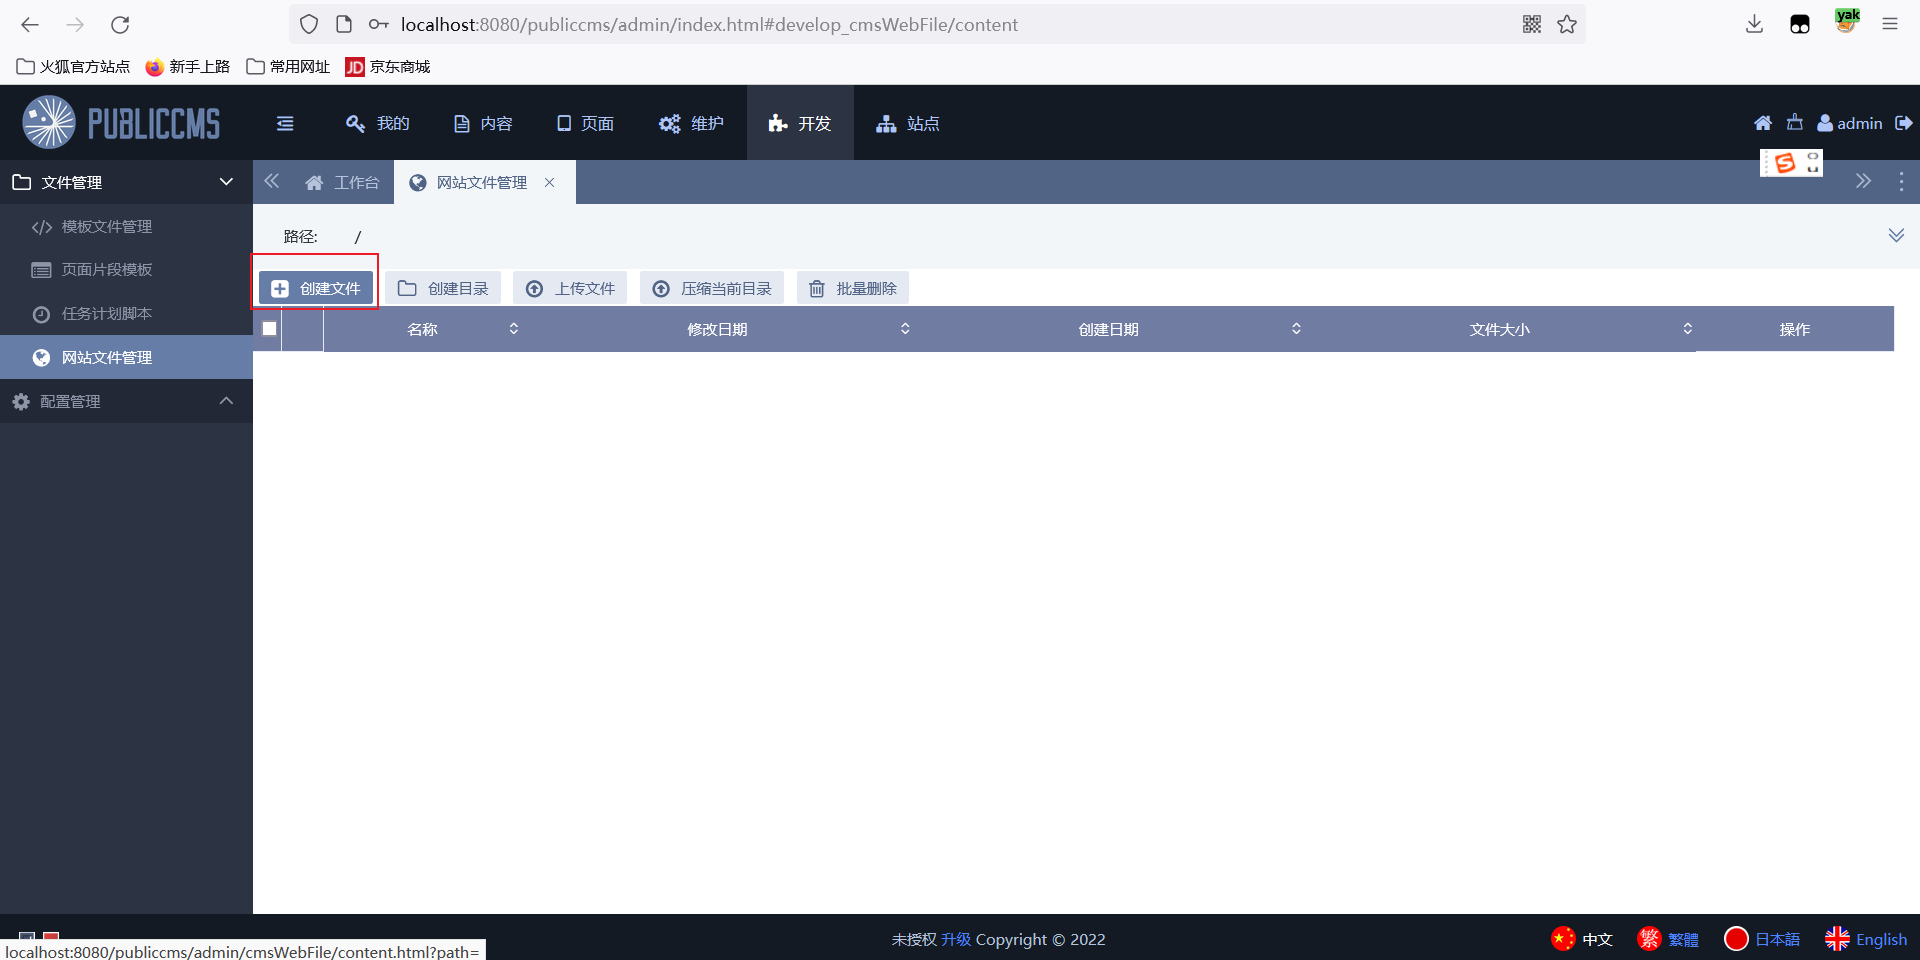 localhost:8080/publiccms/admin/index.html#develop_cmsWebFile/content
yak
火狐官方站点 新手上路 常用网址 JD 京东商城
PUBLICCMS 我的 内容 页面 维护 开发 站点 admin
文件管理 工作台 网站文件管理
S
模板文件管理
路径: /
页面片段模板
创建文件 创建目录 上传文件 压缩当前目录 批量删除
任务计划脚本
名称 修改日期 创建日期 文件大小 操作
网站文件管理
配置管理
未授权 升级 Copyright © 2022 中文 繁 繁體 日本語 English
localhost:8080/publiccms/admin/cmsWebFile/content.html?path=